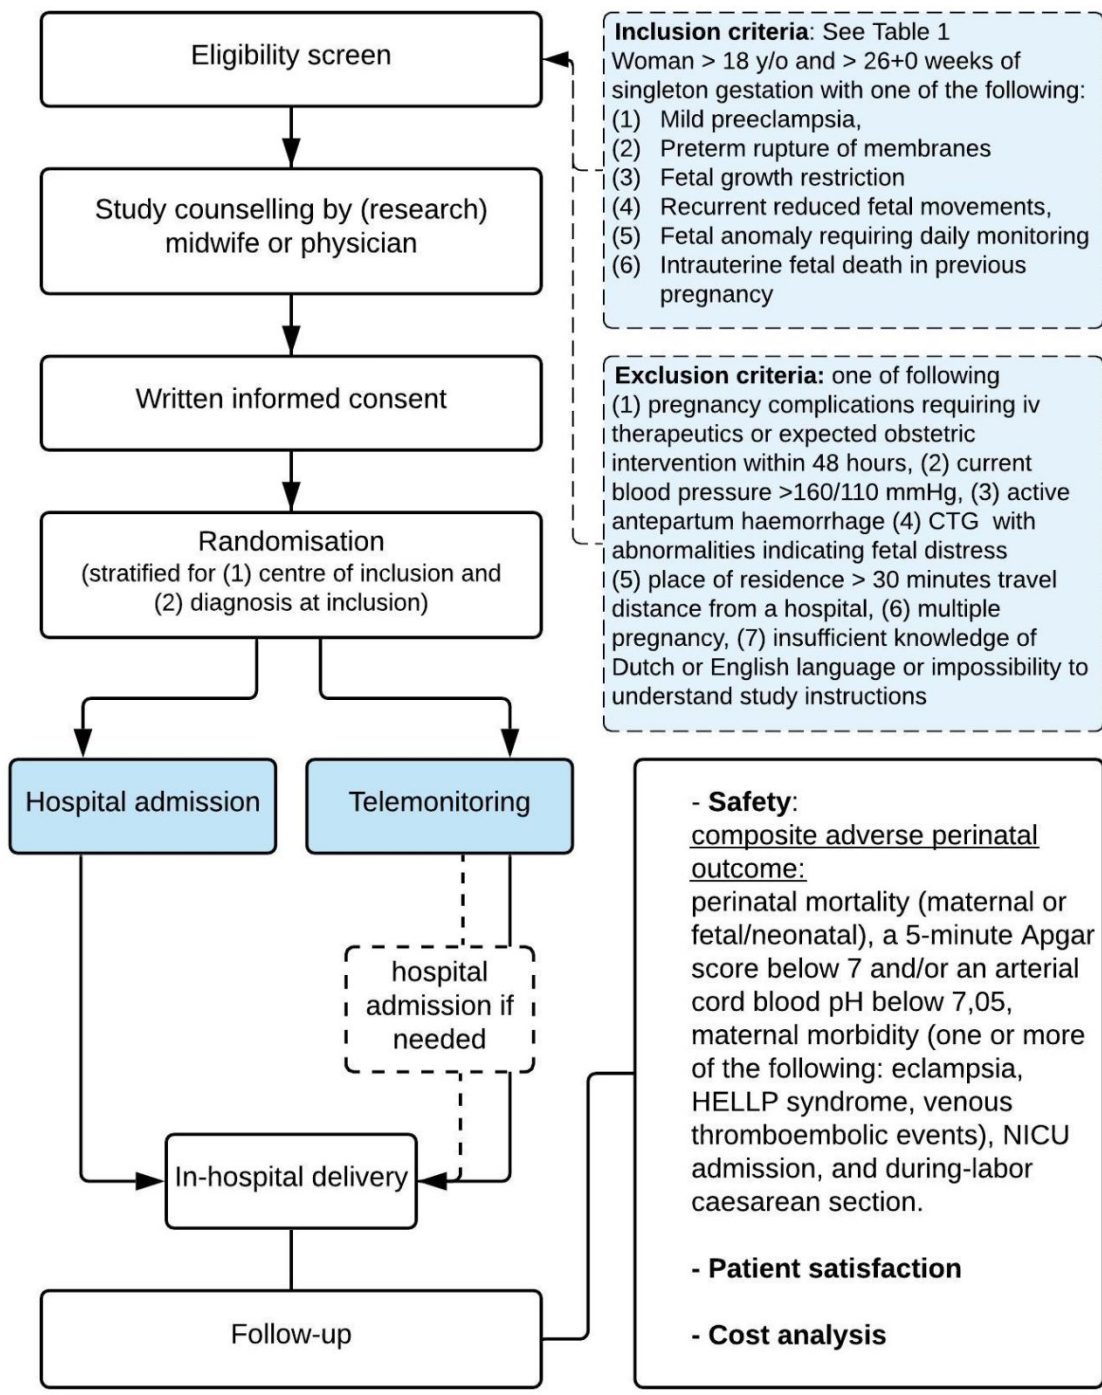 Eligibility screen
Study counselling by (research)
midwife or physician
Written informed consent
Randomisation
(stratified for (1) centre of inclusion and
(2) diagnosis at inclusion)
Hospital admission
Telemonitoring
hospital
admission if
needed
In-hospital delivery
Follow-up
Inclusion criteria: See Table 1
Woman > 18 y/o and > 26+0 weeks of
singleton gestation with one of the following:
(1) Mild preeclampsia,
(2) Preterm rupture of membranes
(3) Fetal growth restriction
(4) Recurrent reduced fetal movements,
(5) Fetal anomaly requiring daily monitoring
(6) Intrauterine fetal death in previous
pregnancy
Exclusion criteria: one of following
(1) pregnancy complications requiring iv
therapeutics or expected obstetric
intervention within 48 hours, (2) current
blood pressure >160/110 mmHg, (3) active
antepartum haemorrhage (4) CTG with
abnormalities indicating fetal distress
(5) place of residence > 30 minutes travel
distance from a hospital, (6) multiple
pregnancy, (7) insufficient knowledge of
Dutch or English language or impossibility to
understand study instructions
- Safety:
composite adverse perinatal
outcome:
perinatal mortality (maternal or
fetal/neonatal), a 5-minute Apgar
score below 7 and/or an arterial
cord blood pH below 7,05,
maternal morbidity (one or more
of the following: eclampsia,
HELLP syndrome, venous
thromboembolic events), NICU
admission, and during-labor
caesarean section.
- Patient satisfaction
- Cost analysis